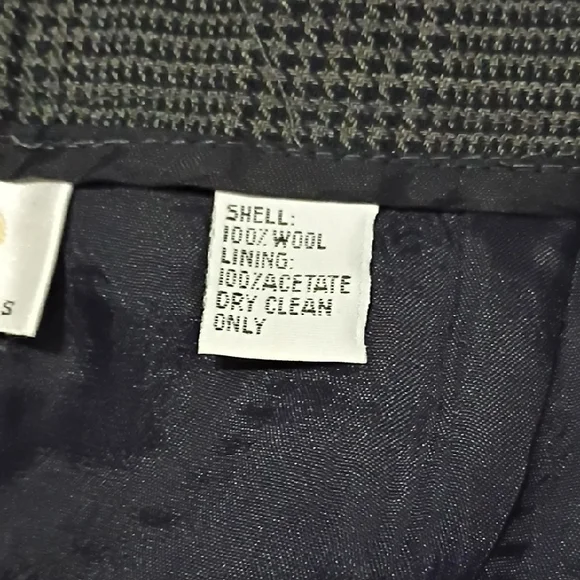 SHELL:
100% WOOL
LINING:
100% ACETATE
DRY CLEAN
ONLY
S